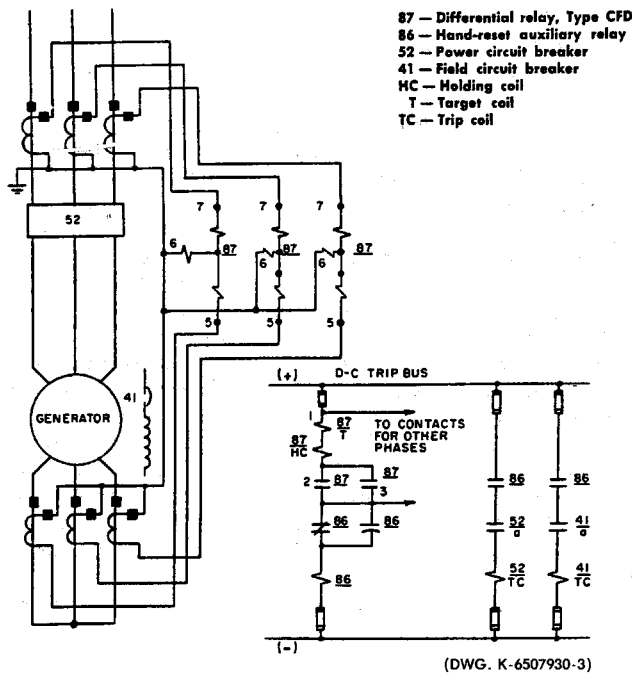 87 — Differential relay, Type CFD
86 — Hand-reset auxiliary relay
52 — Power circuit breaker
41 — Field circuit breaker
HC — Holding coil
T — Target coil
TC — Trip coil
52
7
7
7
6
87
6
87
6
87
5
5
5
41
GENERATOR
(+)
D-C TRIP BUS
1
87
T
TO CONTACTS
FOR OTHER
PHASES
87
HC
2
87
87
3
86
86
86
86
86
52
a
41
a
52
TC
41
TC
(−)
(DWG. K-6507930-3)